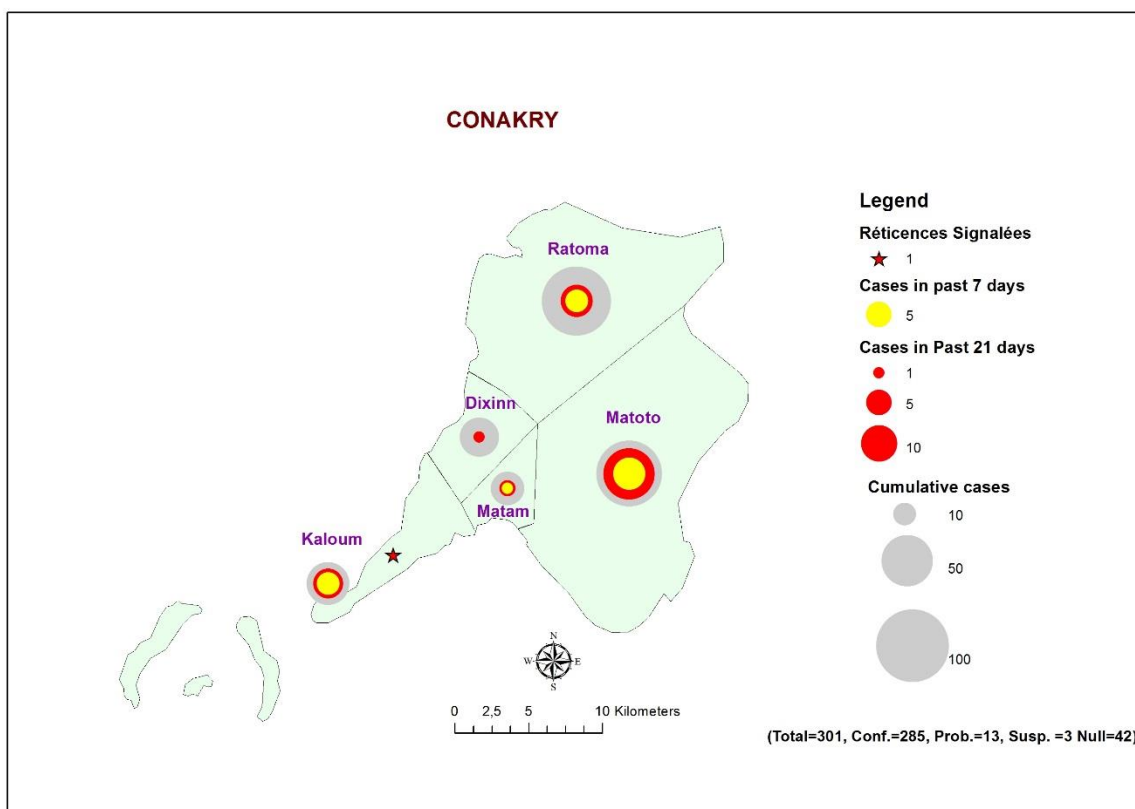 CONAKRY
Ratoma
Dixinn
Matoto
Matam
Kaloum
Legend
Réticences Signalées
1
Cases in past 7 days
5
Cases in Past 21 days
1
5
10
Cumulative cases
10
50
100
N
W E
S
0 2,5 5 10 Kilometers
(Total=301, Conf.=285, Prob.=13, Susp. =3 Null=42)